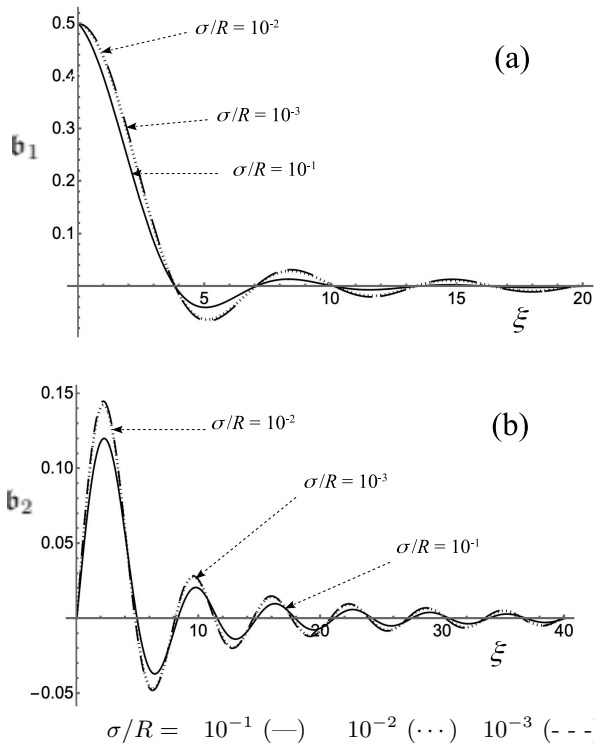 0.5
σ/R = 10⁻²
(a)
0.4
σ/R = 10⁻³
0.3
𝔟₁
σ/R = 10⁻¹
0.2
0.1
5 10 15 20
ξ
0.15
σ/R = 10⁻²
(b)
0.10
σ/R = 10⁻³
𝔟₂
0.05
σ/R = 10⁻¹
10 20 30 40
ξ
−0.05
σ/R = 10⁻¹ (—) 10⁻² (⋯) 10⁻³ (- - -)